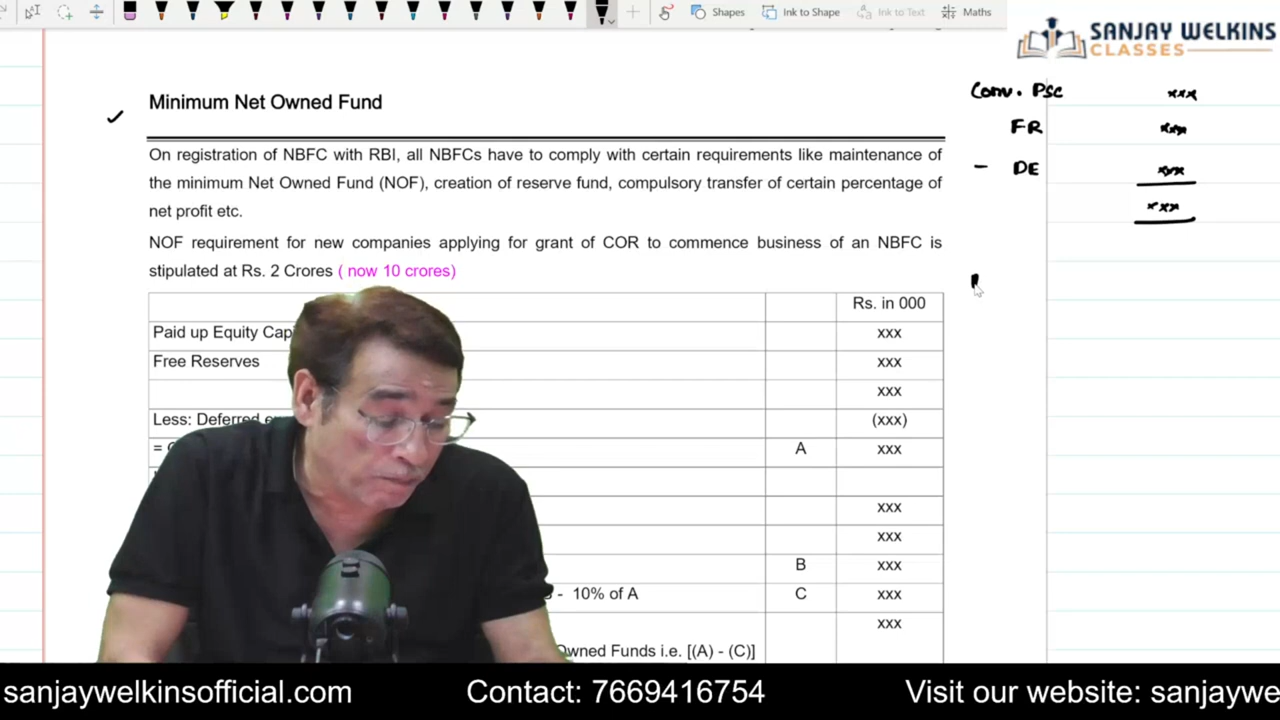 Shapes Ink to Shape Ink to Text Maths
SANJAY WELKINS
CLASSES
Minimum Net Owned Fund
Conv. PSC xxx
FR xxx
- DE xxx
xxx
On registration of NBFC with RBI, all NBFCs have to comply with certain requirements like maintenance of
the minimum Net Owned Fund (NOF), creation of reserve fund, compulsory transfer of certain percentage of
net profit etc.
NOF requirement for new companies applying for grant of COR to commence business of an NBFC is
stipulated at Rs. 2 Crores ( now 10 crores)
Rs. in 000
Paid up Equity Cap xxx
Free Reserves xxx
xxx
Less: Deferred (xxx)
= A xxx
xxx
xxx
B xxx
- 10% of A C xxx
xxx
Owned Funds i.e. [(A) - (C)]
sanjaywelkinsofficial.com Contact: 7669416754 Visit our website: sanjaywe